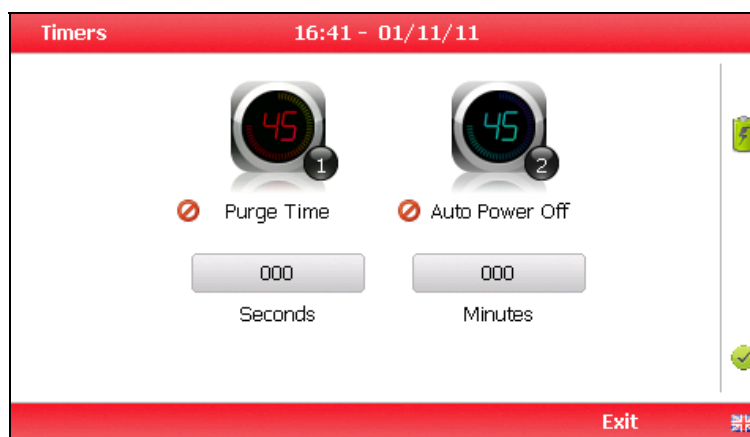 Timers 16:41 - 01/11/11
45 45
1 2
Purge Time Auto Power Off
000 000
Seconds Minutes
Exit